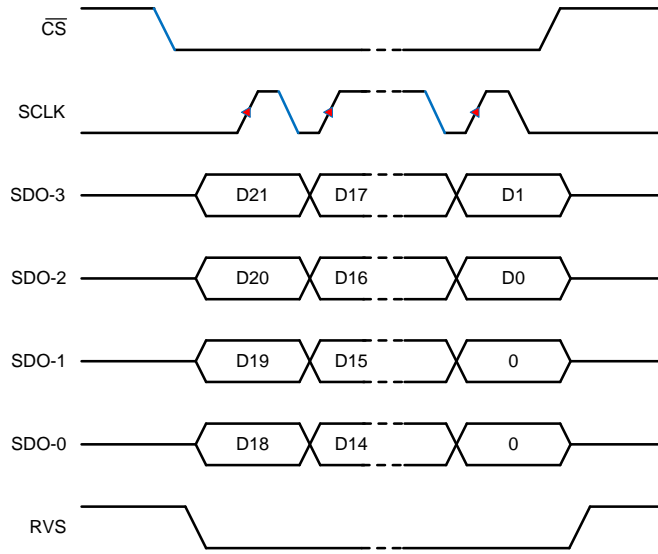 CS
SCLK
SDO-3 D21 D17 D1
SDO-2 D20 D16 D0
SDO-1 D19 D15 0
SDO-0 D18 D14 0
RVS